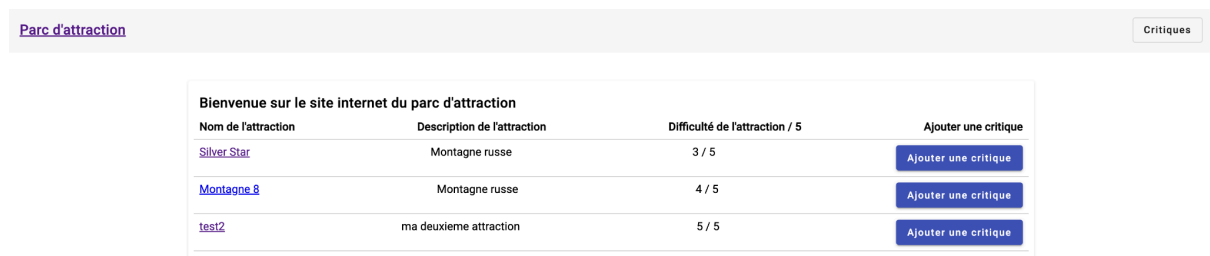 Parc d'attraction Critiques
Bienvenue sur le site internet du parc d'attraction
Nom de l'attraction Description de l'attraction Difficulté de l'attraction / 5 Ajouter une critique
Silver Star Montagne russe 3 / 5 Ajouter une critique
Montagne 8 Montagne russe 4 / 5 Ajouter une critique
test2 ma deuxieme attraction 5 / 5 Ajouter une critique